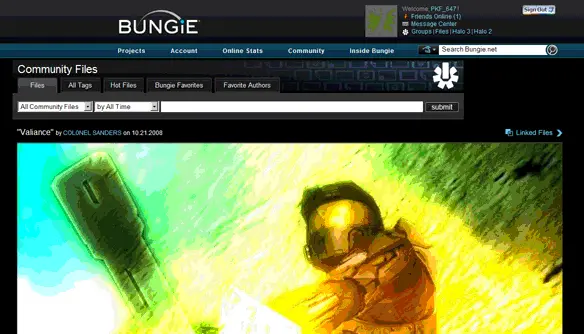 BUNGiE
Welcome, PKF_647!
Sign Out
Friends Online (1)
Message Center
Groups | Files | Halo 3 | Halo 2
Projects Account Online Stats Community Inside Bungie
Search Bungie.net
Community Files
Files All Tags Hot Files Bungie Favorites Favorite Authors
All Community Files by All Time submit
"Valiance" by COL0NEL SANDERS on 10.21.2008
Linked Files